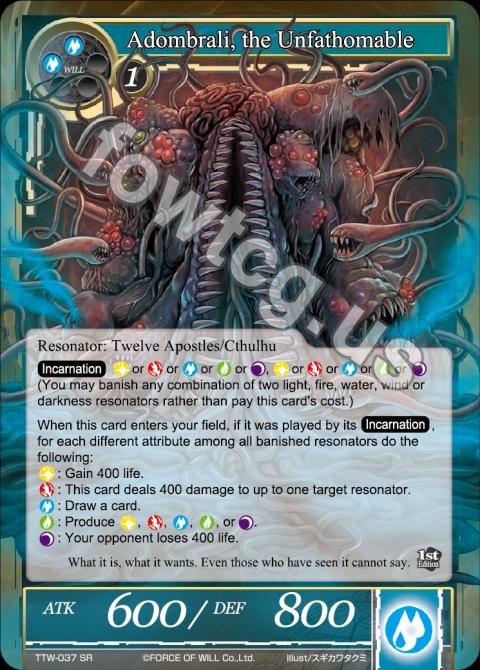 Adombrali, the Unfathomable
WILL
1
fowtcg.us
Resonator: Twelve Apostles/Cthulhu
Incarnation or or or or , or or or or
(You may banish any combination of two light, fire, water, wind or
darkness resonators rather than pay this card's cost.)
When this card enters your field, if it was played by its Incarnation ,
for each different attribute among all banished resonators do the
following:
: Gain 400 life.
: This card deals 400 damage to up to one target resonator.
: Draw a card.
: Produce , , , , or .
: Your opponent loses 400 life.
What it is, what it wants. Even those who have seen it cannot say.
1st
Edition
ATK 600 / DEF 800
TTW-037 SR ©FORCE OF WILL Co.,Ltd. Illust/スギカワタクミ